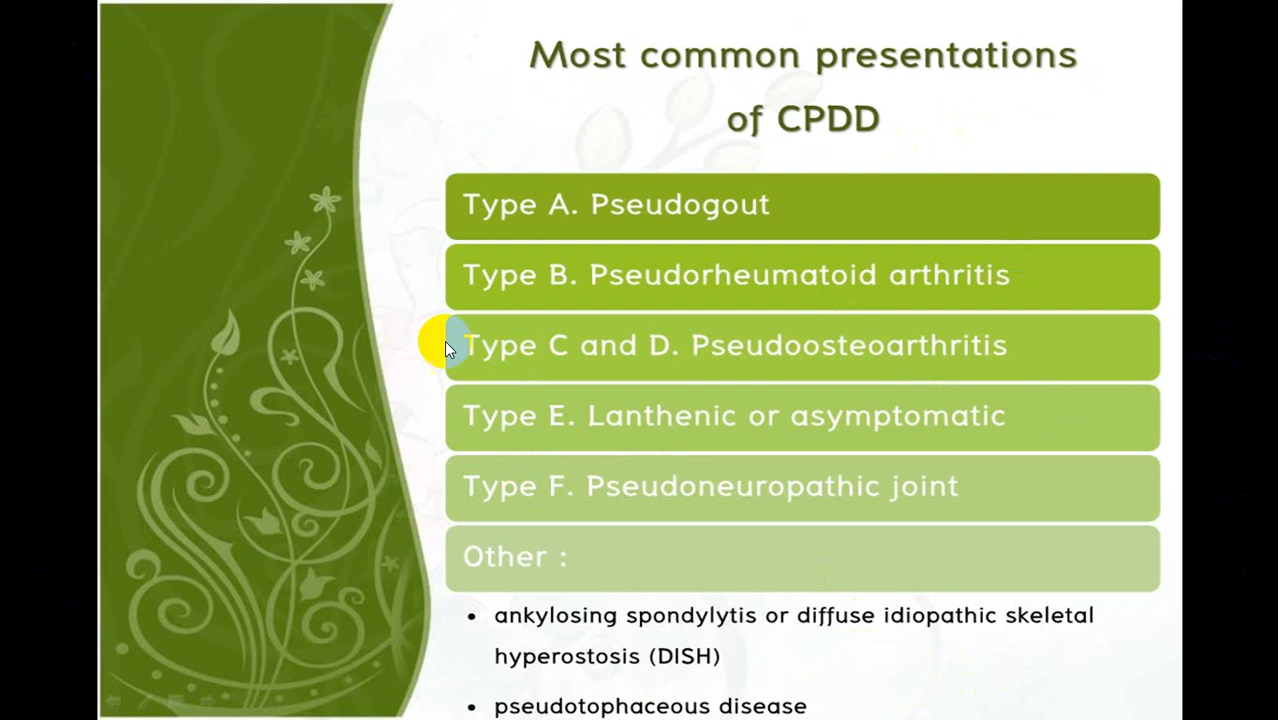 Most common presentations
of CPDD
Type A. Pseudogout
Type B. Pseudorheumatoid arthritis
Type C and D. Pseudoosteoarthritis
Type E. Lanthenic or asymptomatic
Type F. Pseudoneuropathic joint
Other :
• ankylosing spondylytis or diffuse idiopathic skeletal
hyperostosis (DISH)
• pseudotophaceous disease